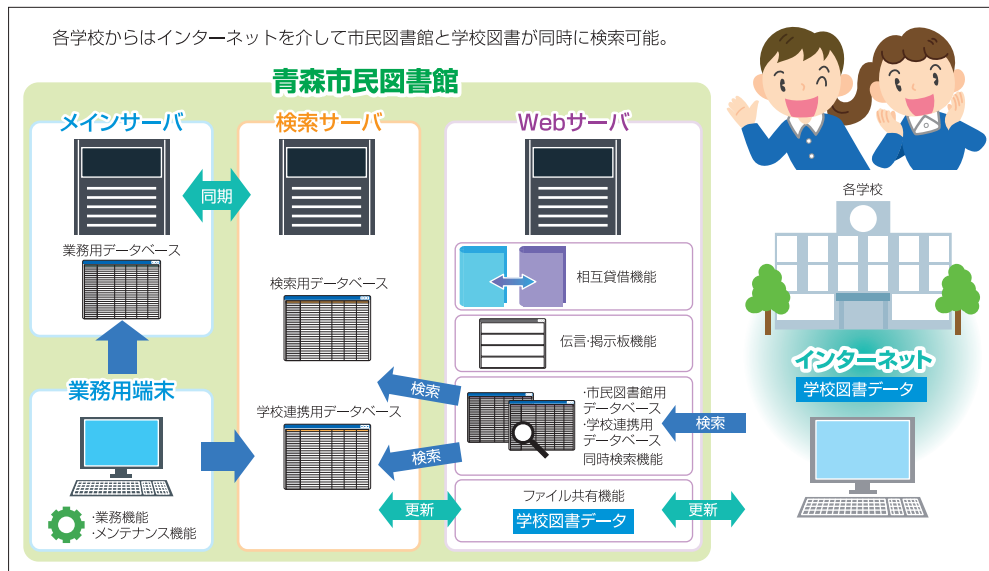 各学校からはインターネットを介して市民図書館と学校図書が同時に検索可能。
青森市民図書館
メインサーバ
検索サーバ
Webサーバ
同期
業務用データベース
検索用データベース
学校連携用データベース
業務用端末
・業務機能
・メンテナンス機能
相互貸借機能
伝言・掲示板機能
検索
検索
・市民図書館用
データベース
・学校連携用
データベース
同時検索機能
検索
更新
ファイル共有機能
学校図書データ
更新
各学校
インターネット
学校図書データ